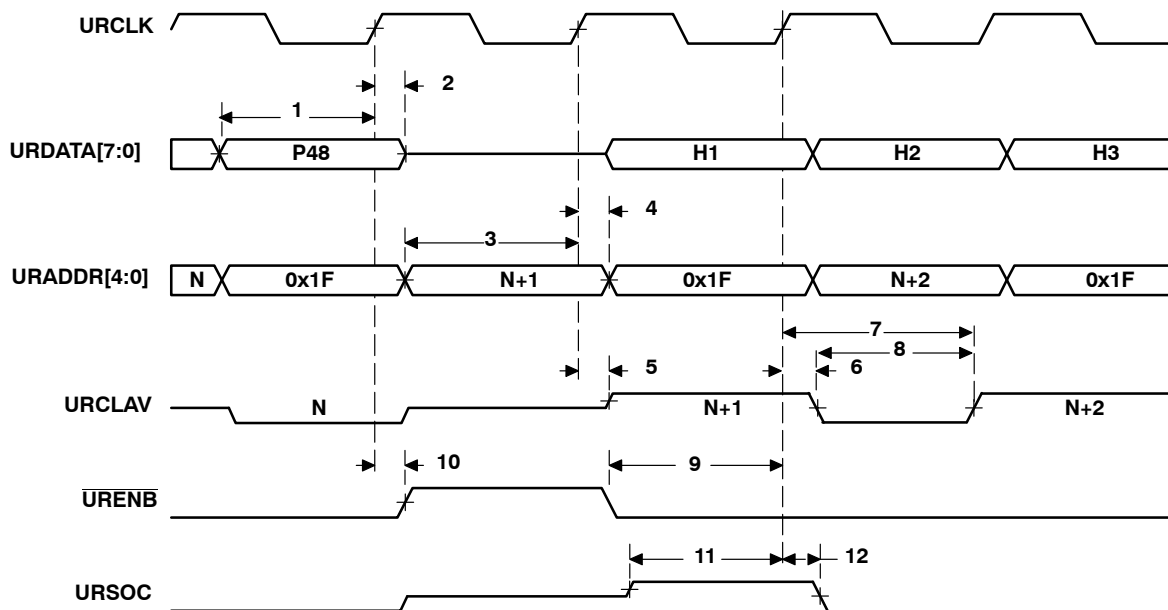 URCLK
2
1
URDATA[7:0] P48 H1 H2 H3
4
3
URADDR[4:0] N 0x1F N+1 0x1F N+2 0x1F
7
8
5 6
URCLAV N N+1 N+2
10 9
URENB
11 12
URSOC